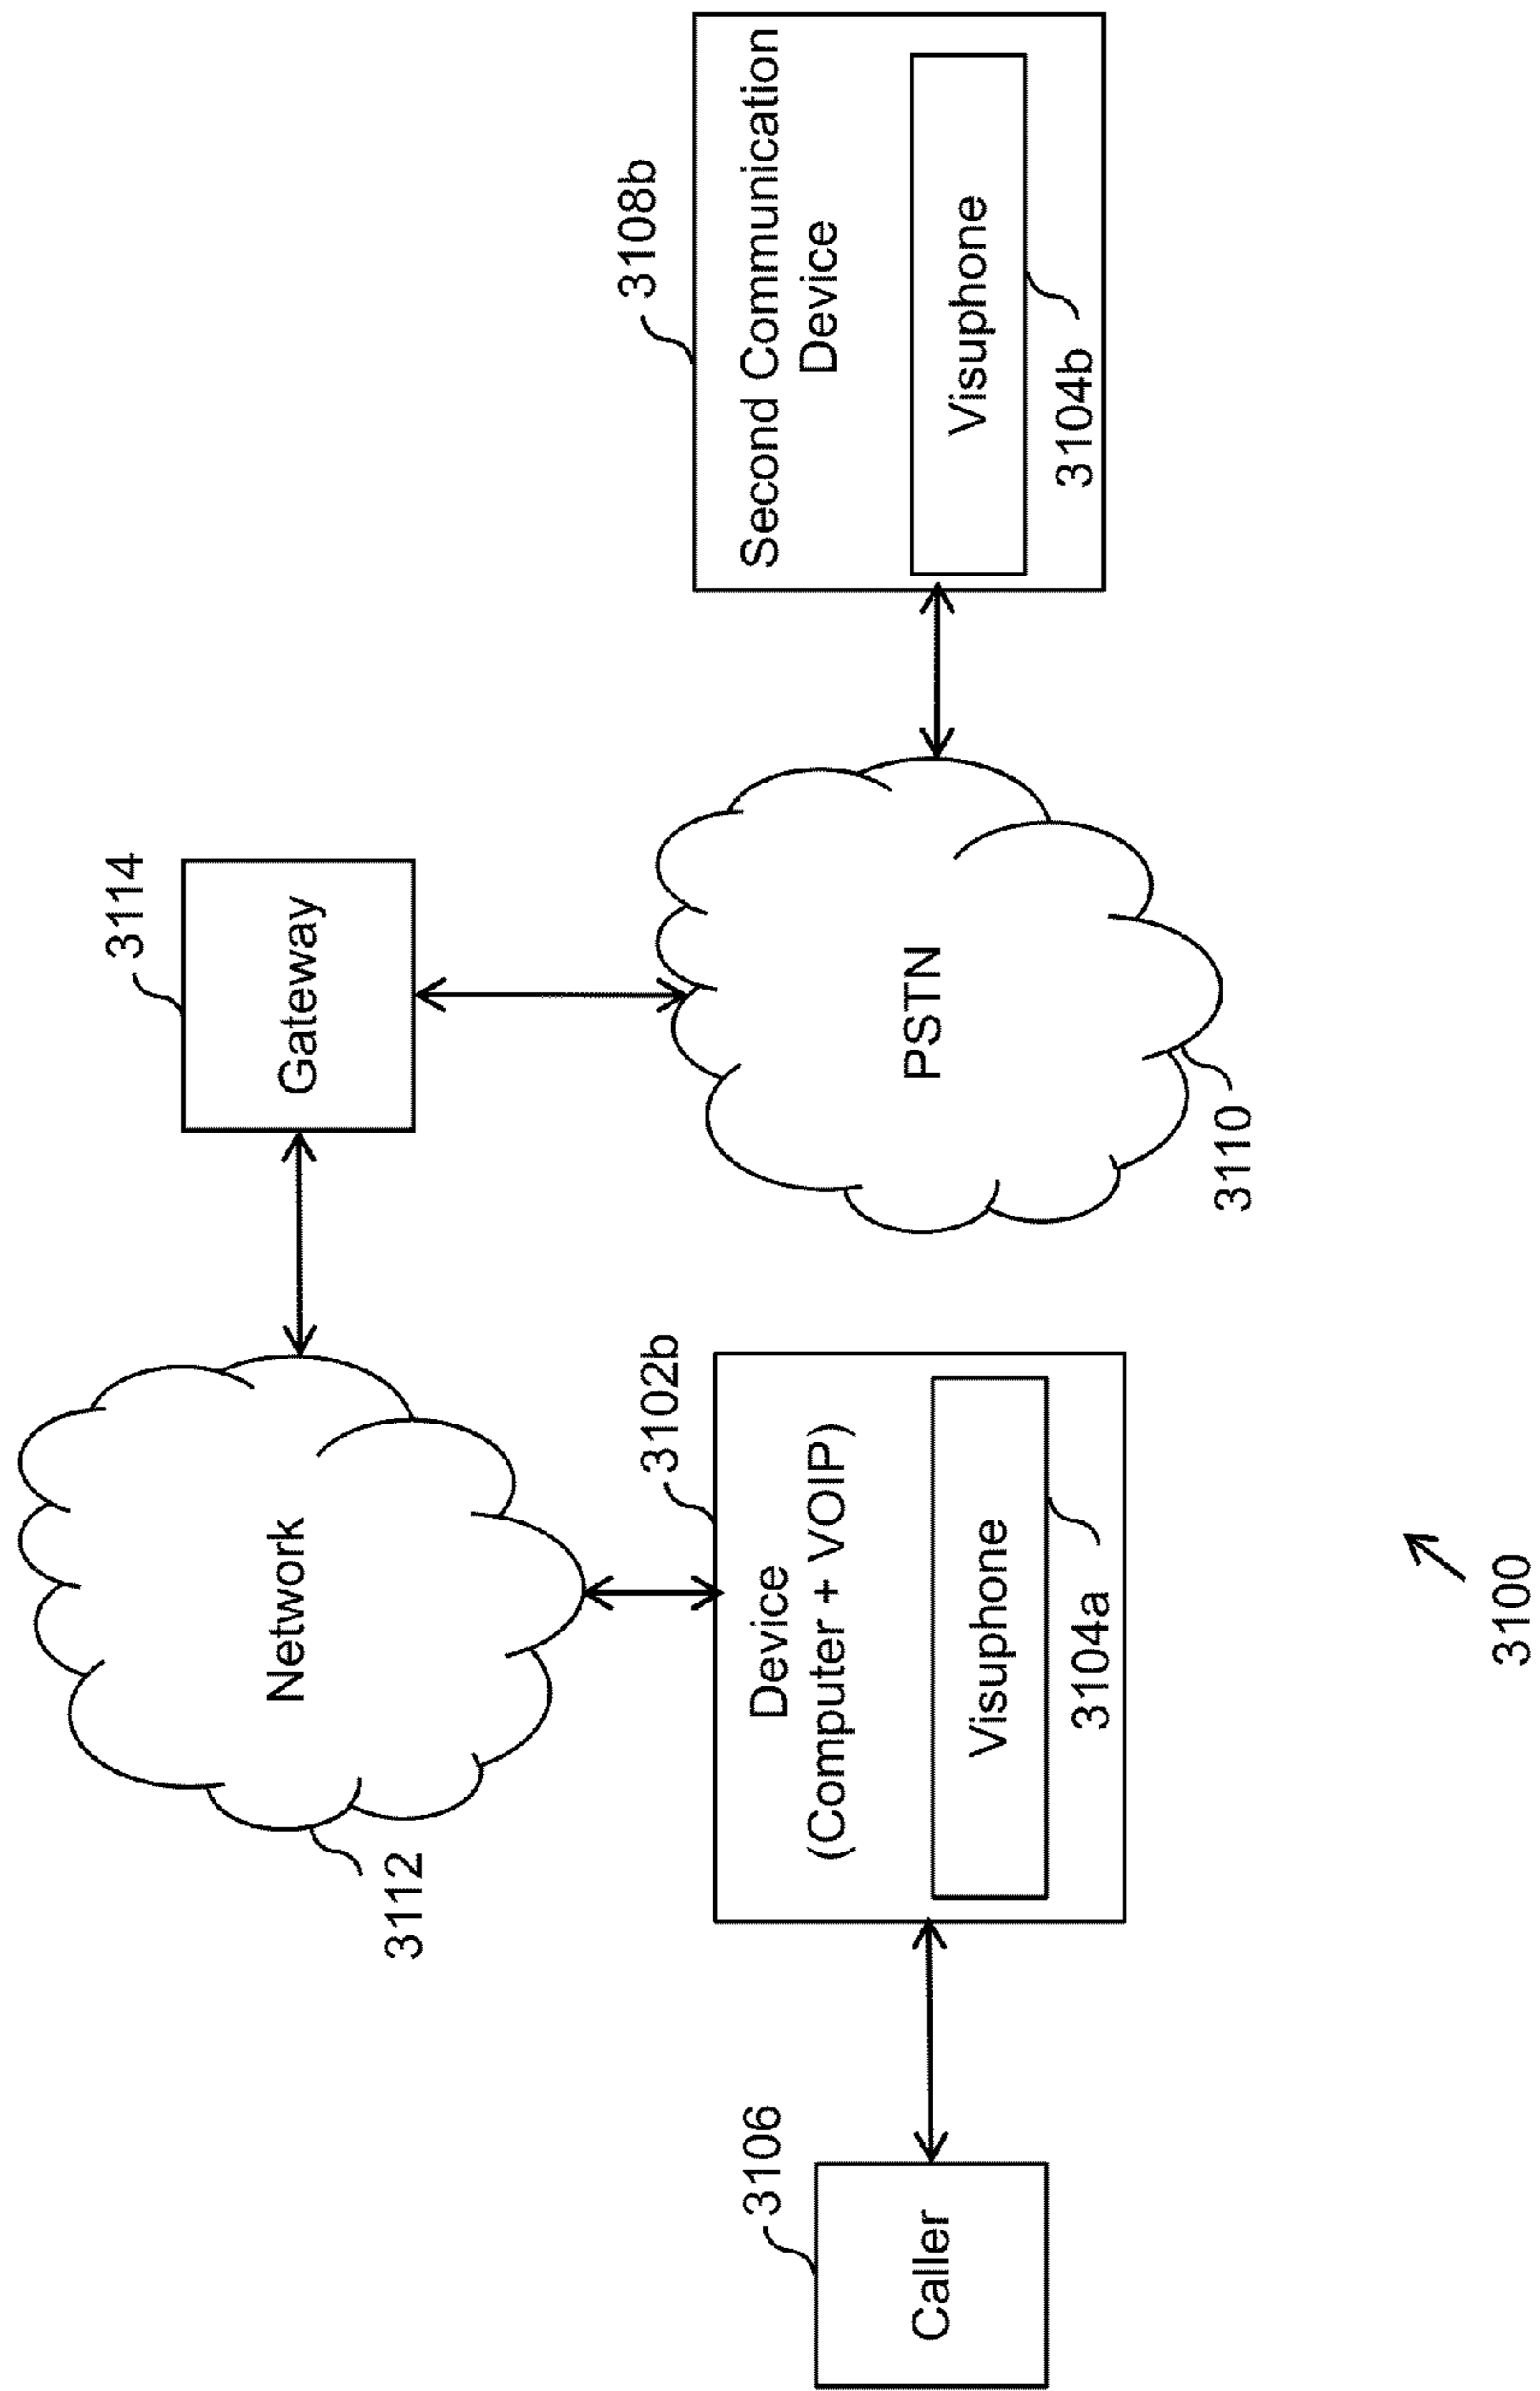 3112
Network
3114
Gateway
3106
Caller
3102b
Device
(Computer + VOIP)
Visuphone
3104a
PSTN
3110
3108b
Second Communication
Device
Visuphone
3104b
3100